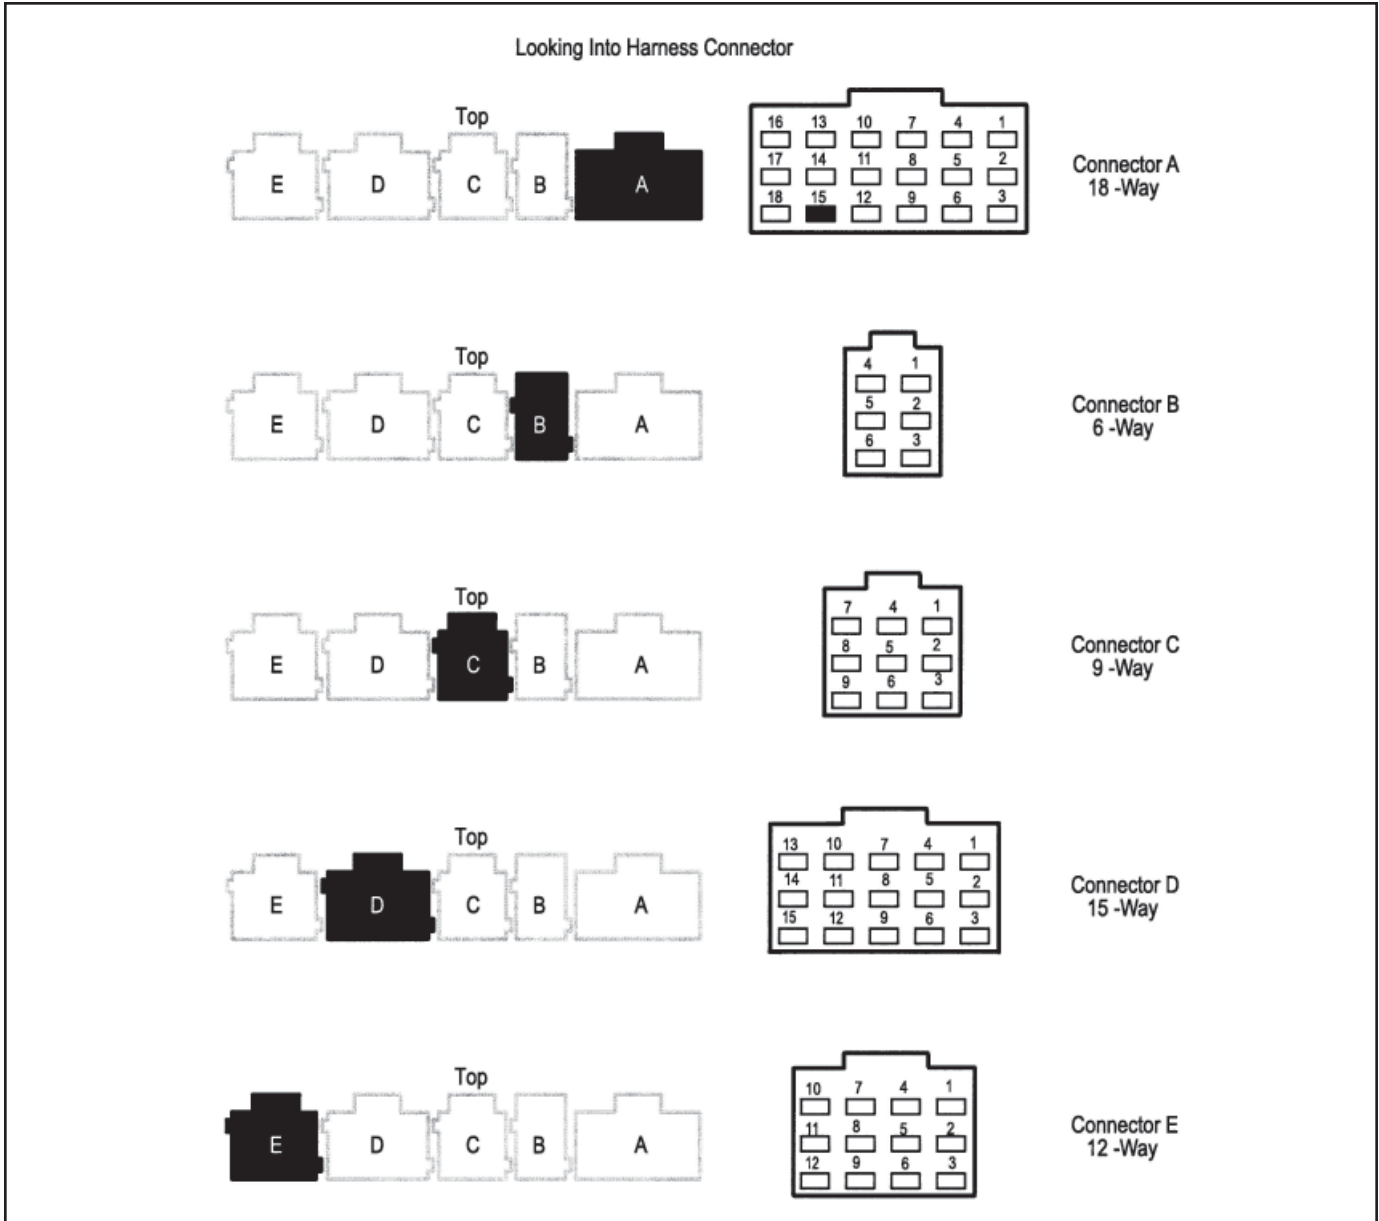 Looking Into Harness Connector
Top
E D C B A
16 13 10 7 4 1
17 14 11 8 5 2
18 15 12 9 6 3
Connector A
18 -Way
Top
E D C B A
4 1
5 2
6 3
Connector B
6 -Way
Top
E D C B A
7 4 1
8 5 2
9 6 3
Connector C
9 -Way
Top
E D C B A
13 10 7 4 1
14 11 8 5 2
15 12 9 6 3
Connector D
15 -Way
Top
E D C B A
10 7 4 1
11 8 5 2
12 9 6 3
Connector E
12 -Way